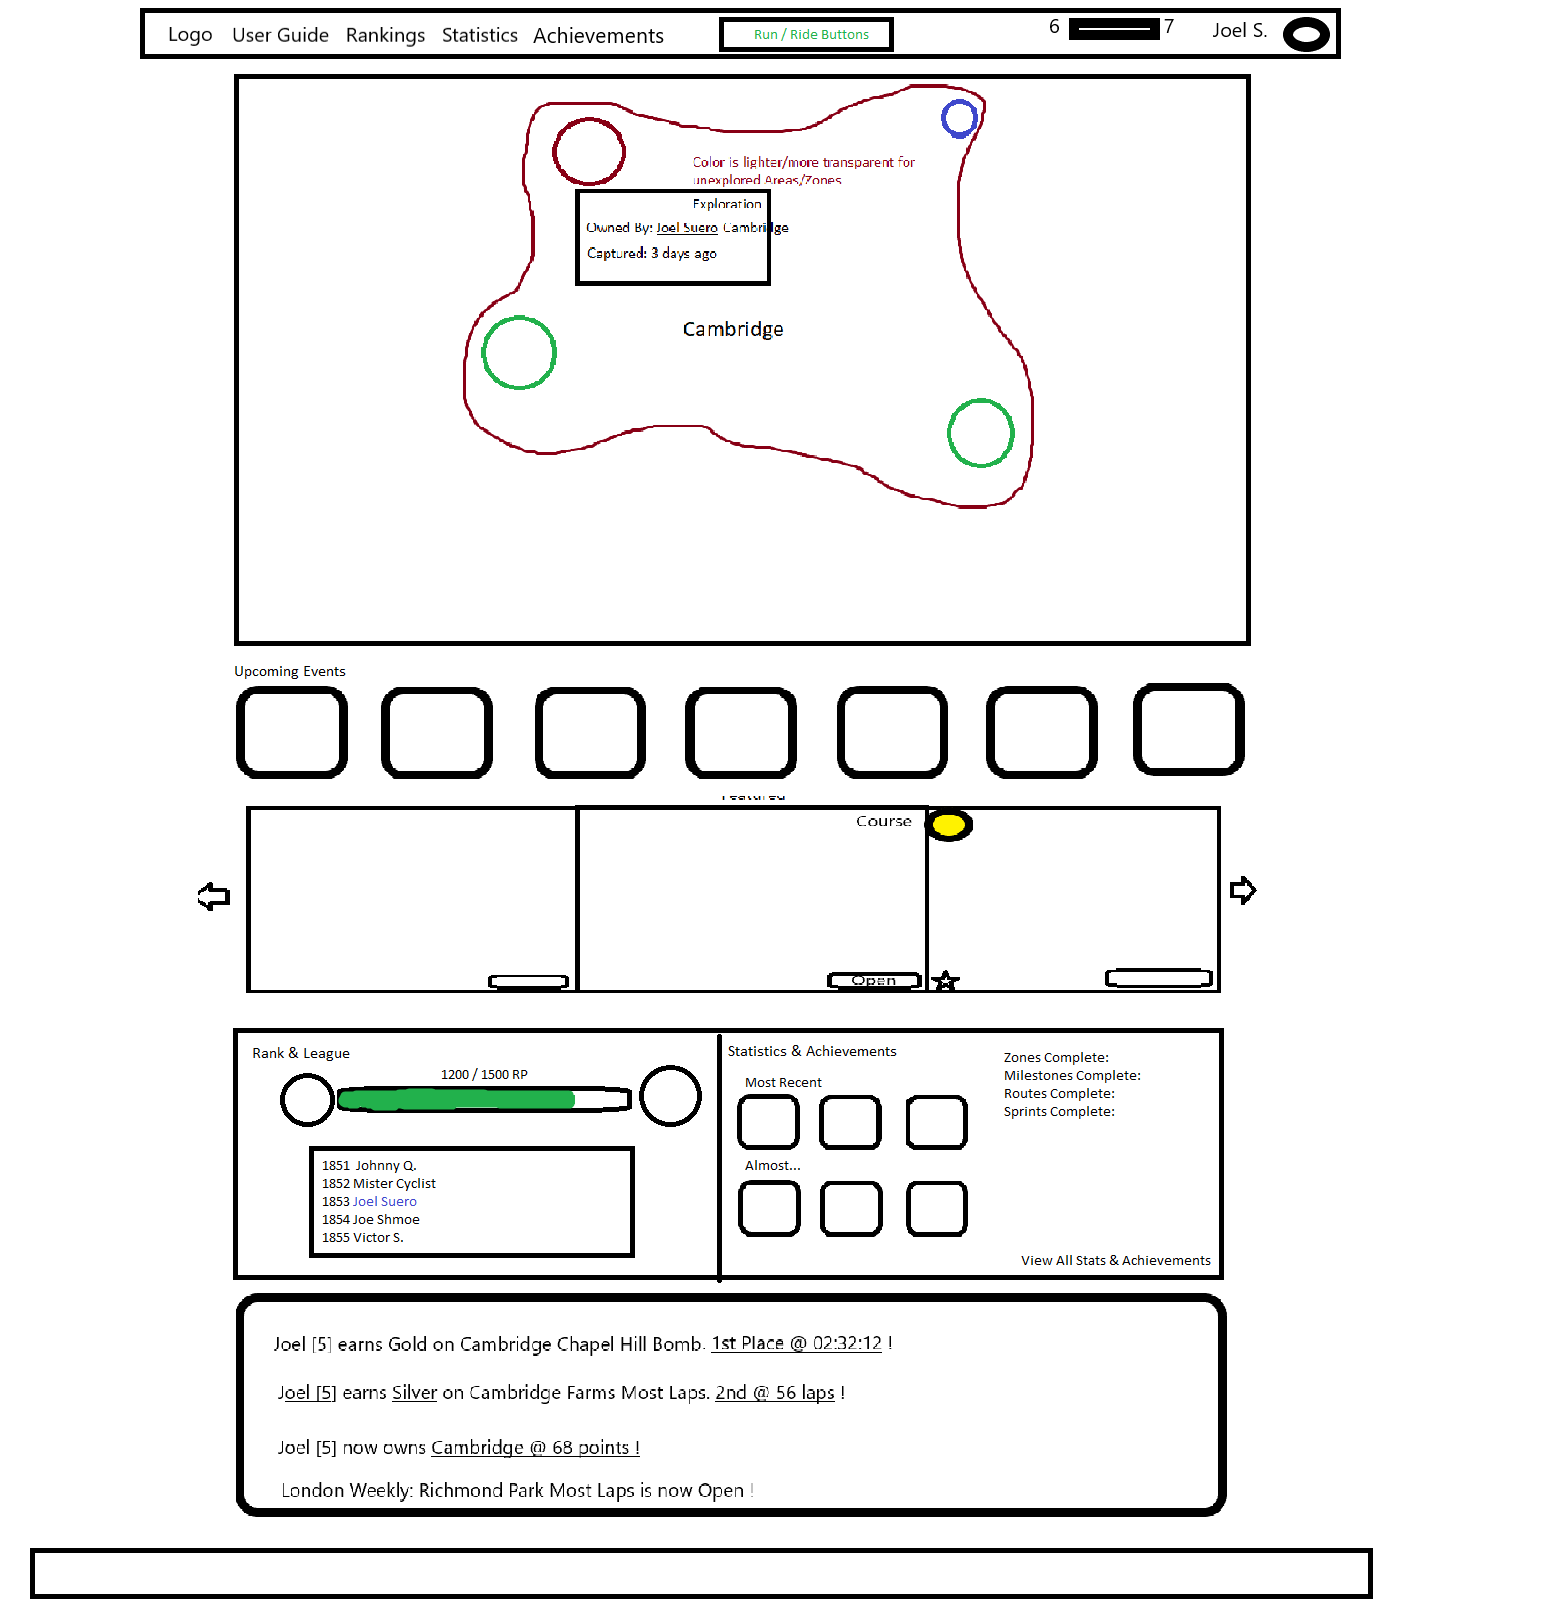 Logo User Guide Rankings Statistics Achievements Run / Ride Buttons 6 7 Joel S.
Color is lighter/more transparent for
unexplored Areas/Zones
Exploration
Owned By: Joel Suero Cambridge
Captured: 3 days ago
Cambridge
Upcoming Events
Featured
Course
Open
Rank & League
1200 / 1500 RP
1851 Johnny Q.
1852 Mister Cyclist
1853 Joel Suero
1854 Joe Shmoe
1855 Victor S.
Statistics & Achievements
Most Recent
Almost...
Zones Complete:
Milestones Complete:
Routes Complete:
Sprints Complete:
View All Stats & Achievements
Joel [5] earns Gold on Cambridge Chapel Hill Bomb. 1st Place @ 02:32:12 !
Joel [5] earns Silver on Cambridge Farms Most Laps. 2nd @ 56 laps !
Joel [5] now owns Cambridge @ 68 points !
London Weekly: Richmond Park Most Laps is now Open !